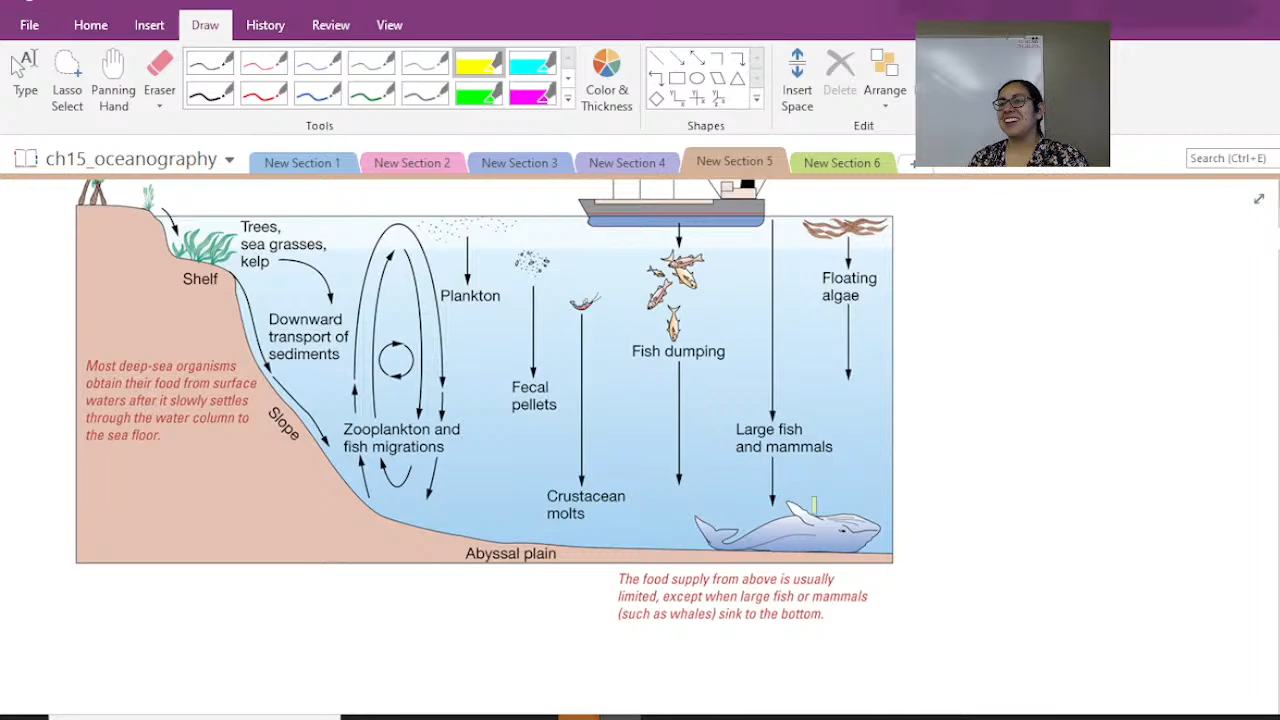 File Home Insert Draw History Review View
Type
Lasso
Select
Panning
Hand
Eraser
Color &
Thickness
Insert
Space
Delete
Arrange
Tools
Shapes
Edit
ch15_oceanography
New Section 1
New Section 2
New Section 3
New Section 4
New Section 5
New Section 6
Search (Ctrl+E)
Trees,
sea grasses,
kelp
Shelf
Downward
transport of
sediments
Most deep-sea organisms
obtain their food from surface
waters after it slowly settles
through the water column to
the sea floor.
Slope
Zooplankton and
fish migrations
Plankton
Fecal
pellets
Crustacean
molts
Fish dumping
Large fish
and mammals
Floating
algae
Abyssal plain
The food supply from above is usually
limited, except when large fish or mammals
(such as whales) sink to the bottom.